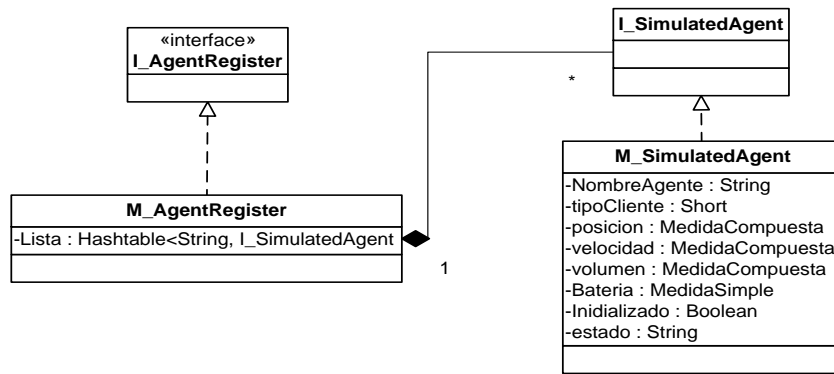 «interface»
I_AgentRegister
I_SimulatedAgent
*
M_AgentRegister
-Lista : Hashtable<String, I_SimulatedAgent
1
M_SimulatedAgent
-NombreAgente : String
-tipoCliente : Short
-posicion : MedidaCompuesta
-velocidad : MedidaCompuesta
-volumen : MedidaCompuesta
-Bateria : MedidaSimple
-Inidializado : Boolean
-estado : String